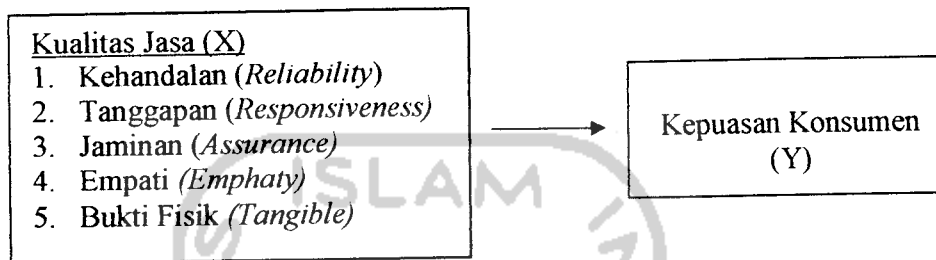 Kualitas Jasa (X)
1. Kehandalan (Reliability)
2. Tanggapan (Responsiveness)
3. Jaminan (Assurance)
4. Empati (Emphaty)
5. Bukti Fisik (Tangible)
Kepuasan Konsumen
(Y)
ISLAM